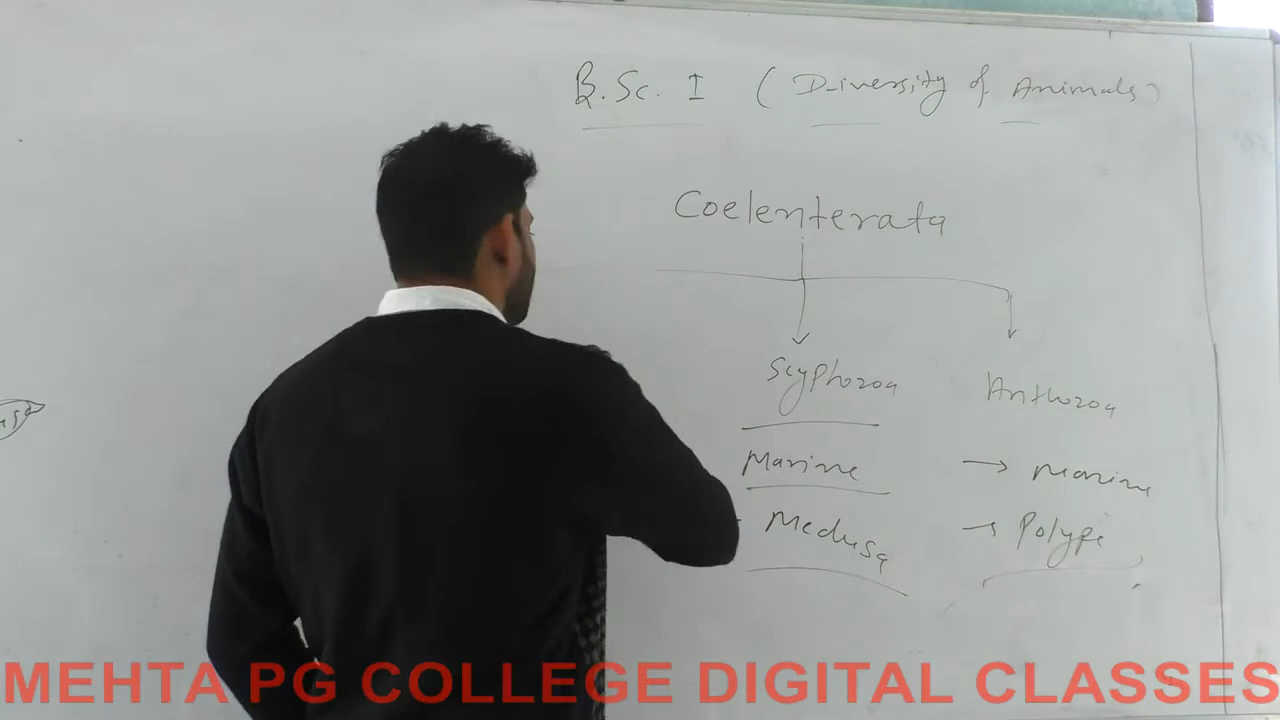 B.Sc. I ( Diversity of Animals)
Coelenterata
Scyphozoa Anthozoa
Marine → Marine
Medusa → Polype
MEHTA PG COLLEGE DIGITAL CLASSES